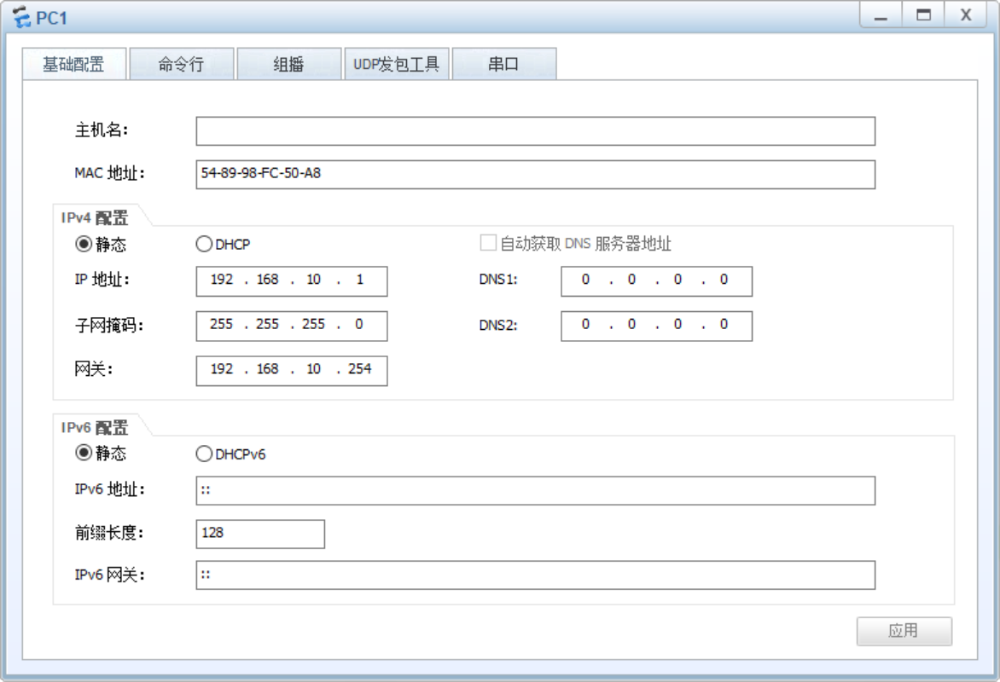 PC1
X
基础配置 命令行 组播 UDP发包工具 串口
主机名:
MAC 地址: 54-89-98-FC-50-A8
IPv4 配置
静态 DHCP 自动获取 DNS 服务器地址
IP 地址: 192 . 168 . 10 . 1 DNS1: 0 . 0 . 0 . 0
子网掩码: 255 . 255 . 255 . 0 DNS2: 0 . 0 . 0 . 0
网关: 192 . 168 . 10 . 254
IPv6 配置
静态 DHCPv6
IPv6 地址: ::
前缀长度: 128
IPv6 网关: ::
应用